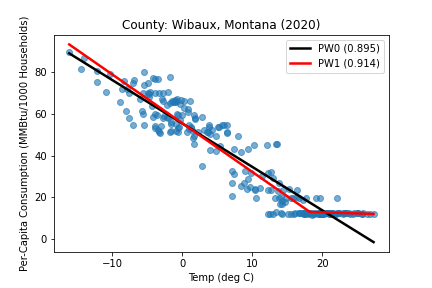 County: Wibaux, Montana (2020)
PW0 (0.895)
PW1 (0.914)
Per-Capita Consumption (MMBtu/1000 Households)
80
60
40
20
0
−10
0
10
20
Temp (deg C)